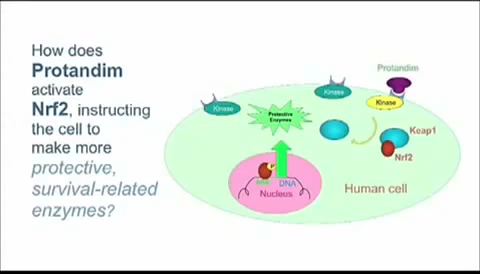 How does
Protandim
activate
Nrf2, instructing
the cell to
make more
protective,
survival-related
enzymes?
Kinase
Kinase
Protandim
Kinase
Protective
Enzymes
Keap1
Nrf2
DNA
Nucleus
Human cell